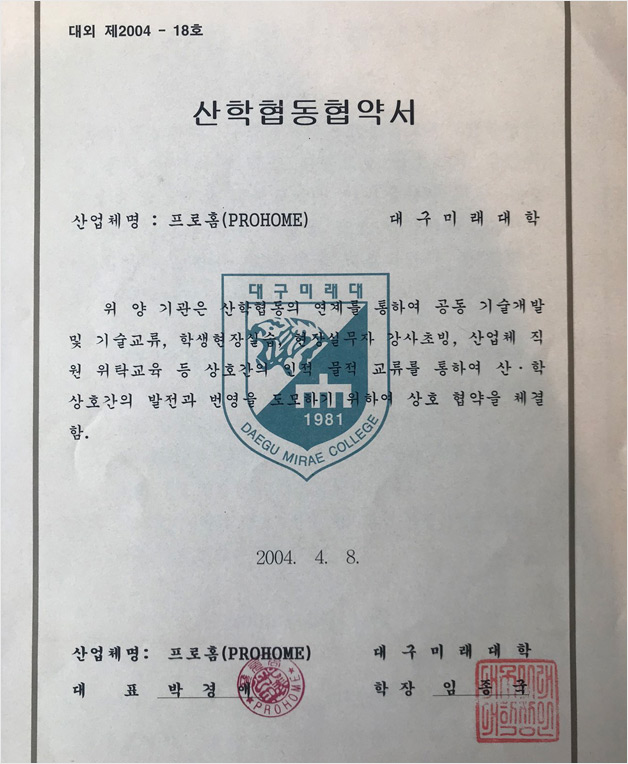 대외 제2004 - 18호
산학협동협약서
산업체명 : 프로홈(PROHOME) 대구미래대학
대구미래대
위 양 기관은 산학협동의 연계를 통하여 공동 기술개발
및 기술교류, 학생현장실습, 현장실무자 강사초빙, 산업체 직
원 위탁교육 등 상호간의 인적 물적 교류를 통하여 산·학
상호간의 발전과 번영을 도모하기 위하여 상호 협약을 체결
함.
1981
DAEGU MIRAE COLLEGE
2004. 4. 8.
산업체명: 프로홈(PROHOME) 대구미래대학
대 표 박경애 학장 임종국
PROHOME